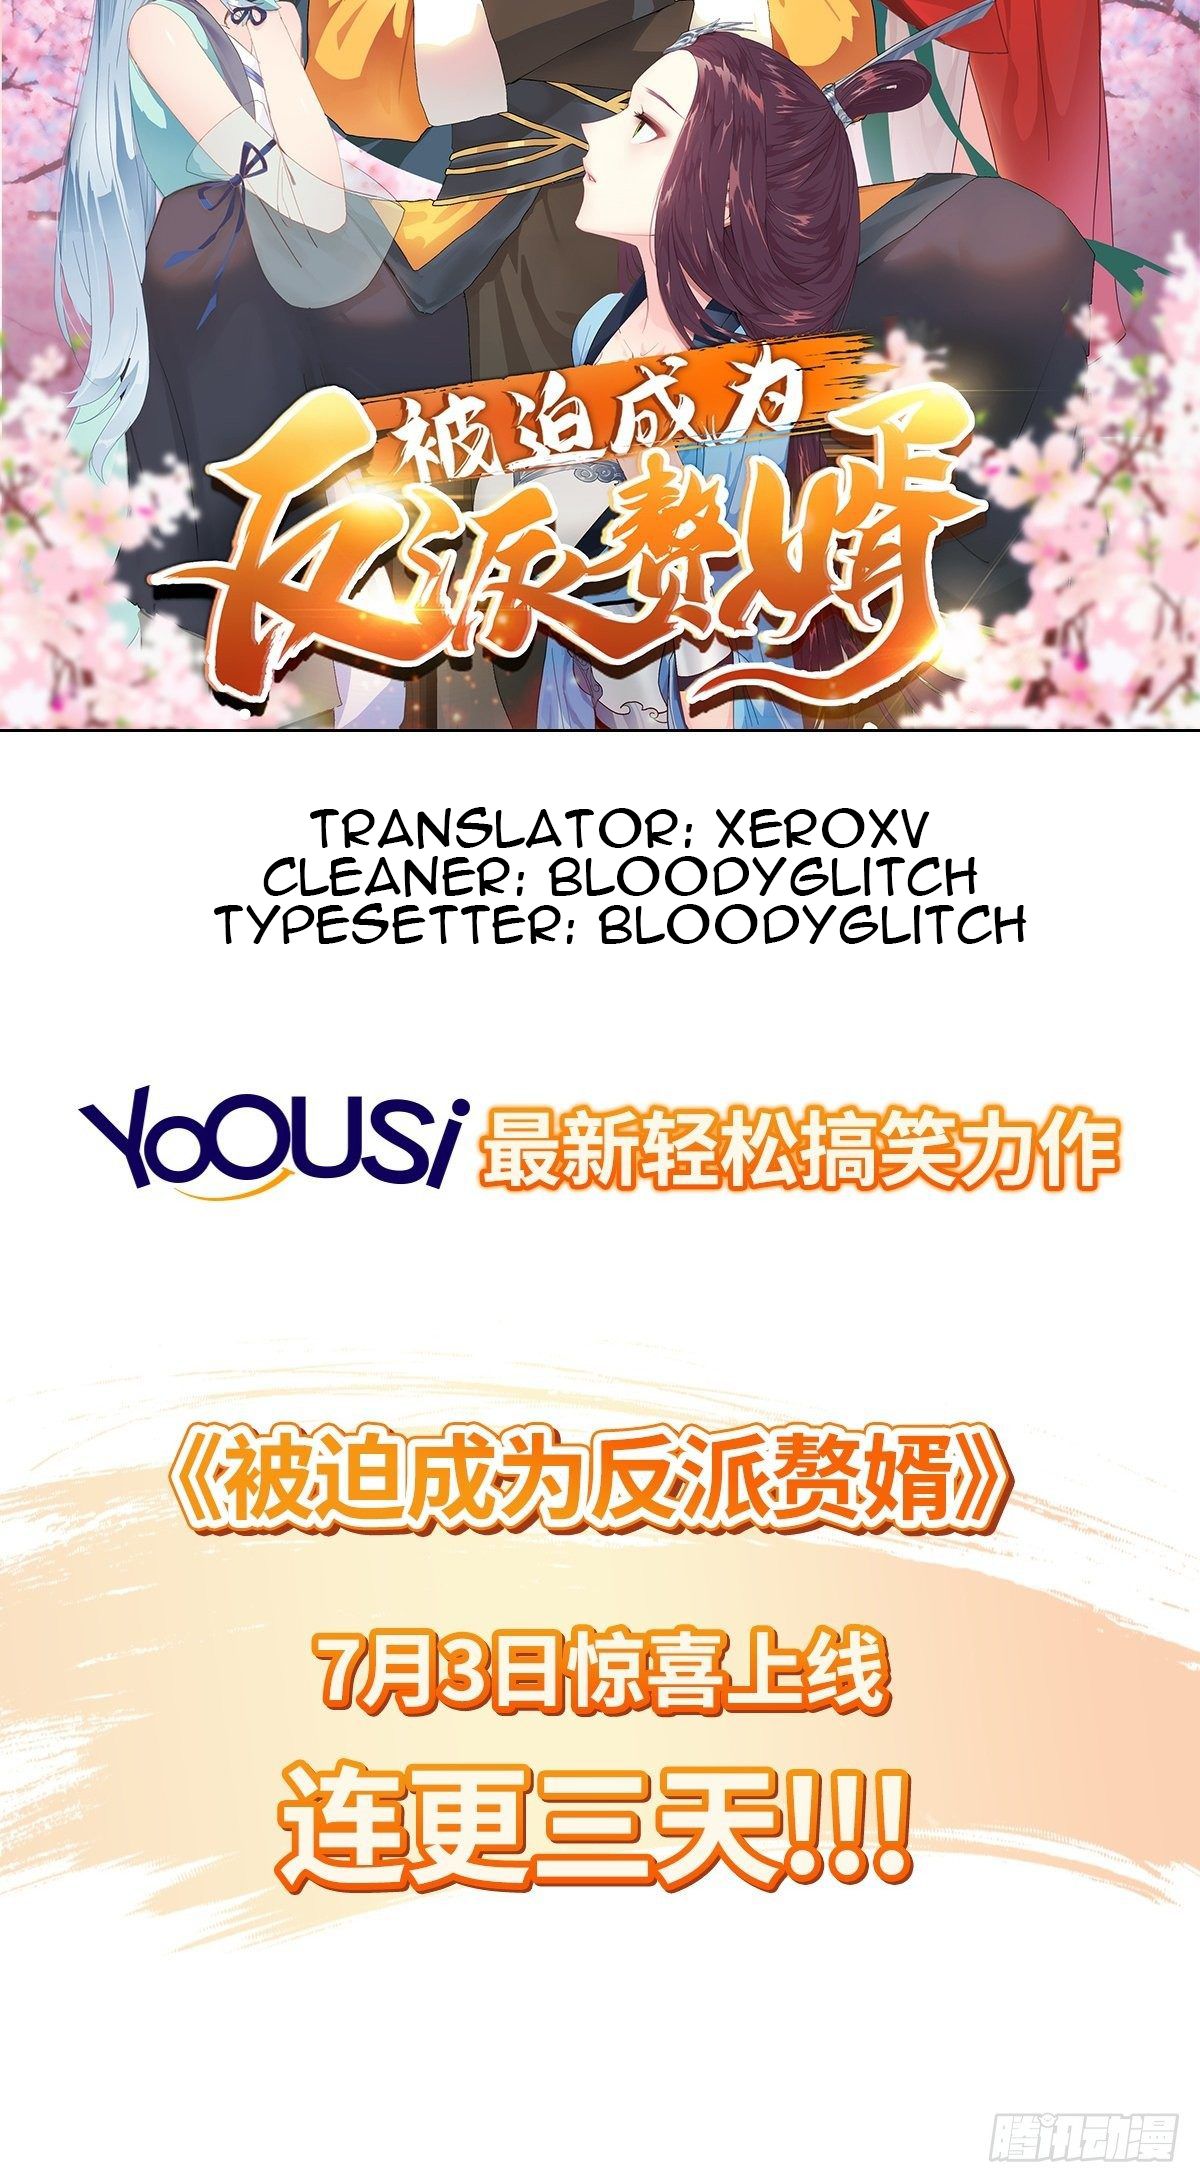 被迫成为
反派赘婿
TRANSLATOR: XEROXV
CLEANER: BLOODYGLITCH
TYPESETTER: BLOODYGLITCH
YOOUSi 最新轻松搞笑力作
《被迫成为反派赘婿》
7月3日惊喜上线
连更三天!!!
腾讯动漫